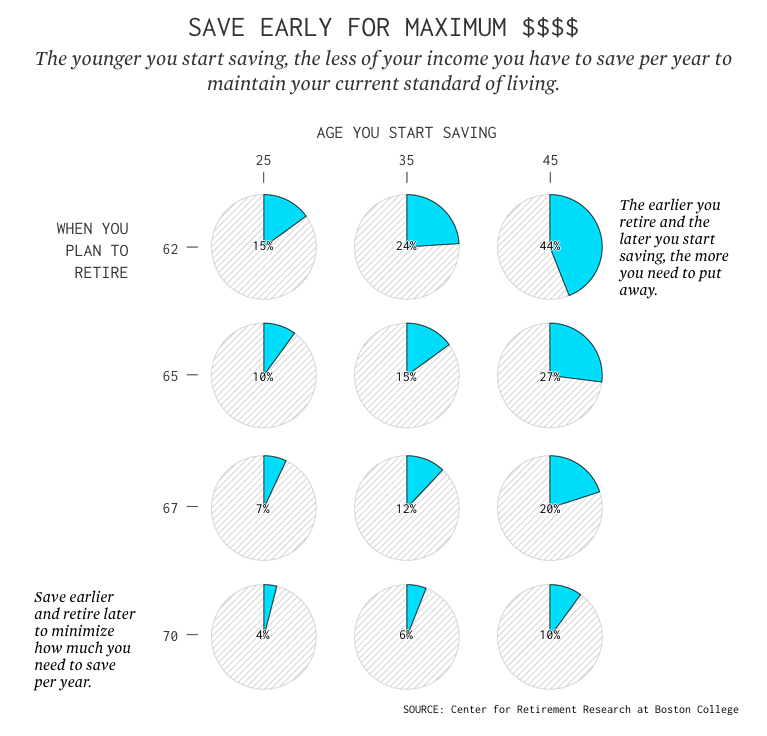 SAVE EARLY FOR MAXIMUM $$$$
The younger you start saving, the less of your income you have to save per year to
maintain your current standard of living.
AGE YOU START SAVING
25 35 45
WHEN YOU
PLAN TO
RETIRE
62
15% 24% 44%
The earlier you
retire and the
later you start
saving, the more
you need to put
away.
65
10% 15% 27%
67
7% 12% 20%
Save earlier
and retire later
to minimize
how much you
need to save
per year.
70
4% 6% 10%
SOURCE: Center for Retirement Research at Boston College